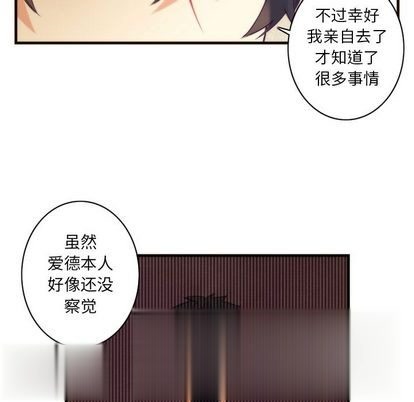 不过幸好
我亲自去了
才知道了
很多事情
虽然
爱德本人
好像还没
察觉